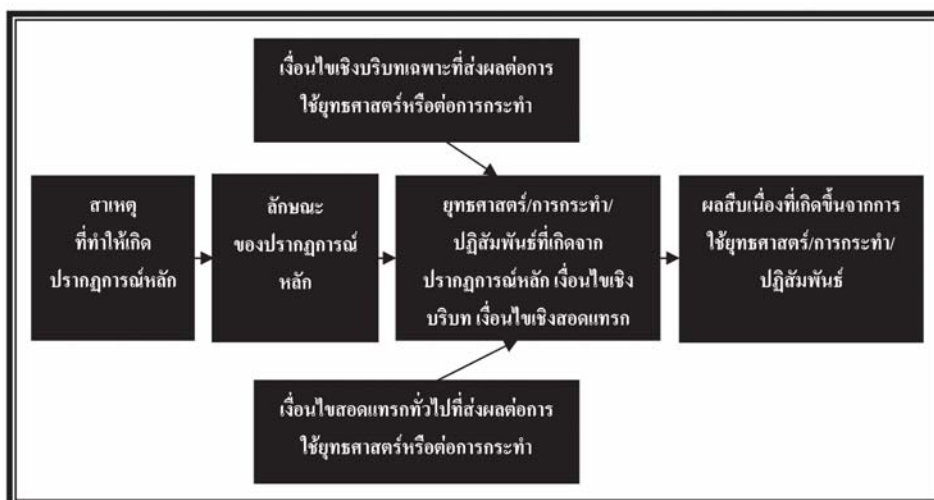 เงื่อนไขเชิงบริบทเฉพาะที่ส่งผลต่อการ
ใช้ยุทธศาสตร์หรือต่อการกระทำ
สาเหตุ
ที่ทำให้เกิด
ปรากฏการณ์หลัก
ลักษณะ
ของปรากฏการณ์
หลัก
ยุทธศาสตร์/การกระทำ/
ปฏิสัมพันธ์ที่เกิดจาก
ปรากฏการณ์หลัก เงื่อนไขเชิง
บริบท เงื่อนไขเชิงสอดแทรก
ผลสืบเนื่องที่เกิดขึ้นจากการ
ใช้ยุทธศาสตร์/การกระทำ/
ปฏิสัมพันธ์
เงื่อนไขสอดแทรกทั่วไปที่ส่งผลต่อการ
ใช้ยุทธศาสตร์หรือต่อการกระทำ